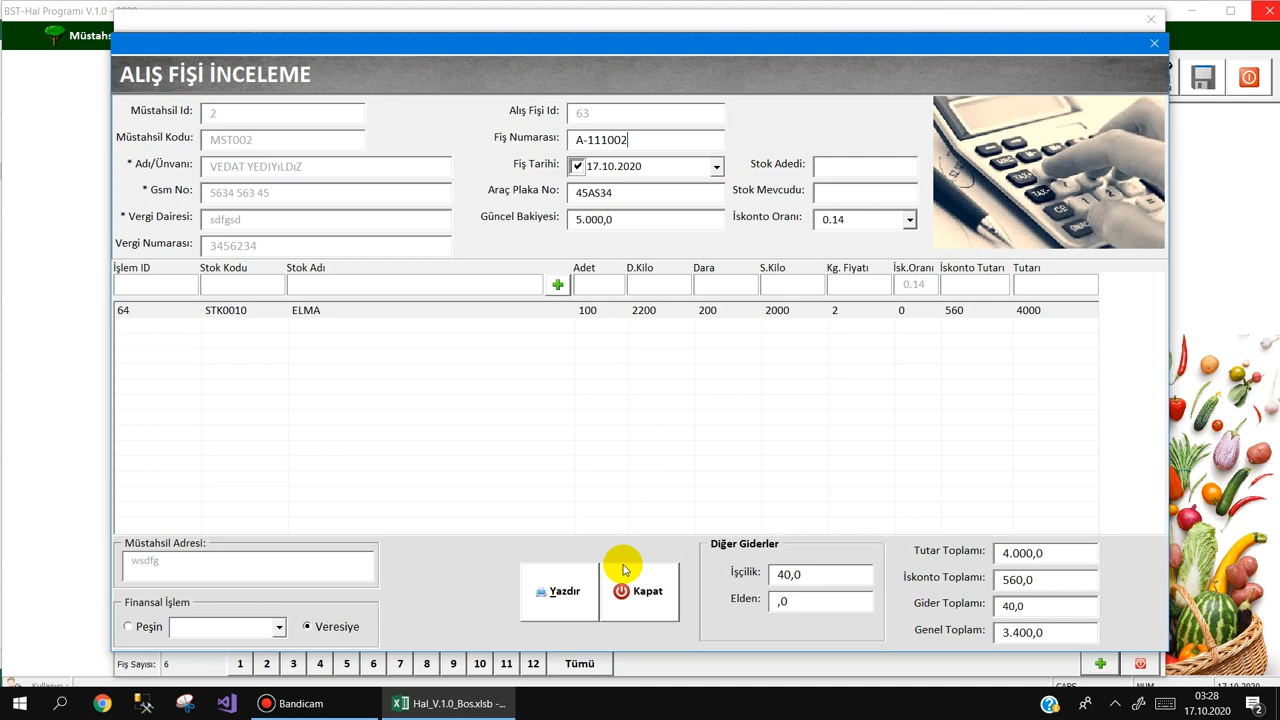 BST-Hal Programı V.1.0
ALIŞ FİŞİ İNCELEME
Müstahsil Id: 2 Alış Fişi Id: 63
Müstahsil Kodu: MST002 Fiş Numarası: A-111002
* Adı/Ünvanı: VEDAT YEDIYıLDıZ Fiş Tarihi: 17.10.2020 Stok Adedi:
* Gsm No: 5634 563 45 Araç Plaka No: 45AS34 Stok Mevcudu:
* Vergi Dairesi: sdfgsd Güncel Bakiyesi: 5.000,0 İskonto Oranı: 0.14
Vergi Numarası: 3456234
İşlem ID Stok Kodu Stok Adı Adet D.Kilo Dara S.Kilo Kg. Fiyatı İsk.Oranı İskonto Tutarı Tutarı
0.14
64 STK0010 ELMA 100 2200 200 2000 2 0 560 4000
Müstahsil Adresi:
wsdfg
Finansal İşlem
Peşin Veresiye
Yazdır Kapat
Diğer Giderler
İşçilik: 40,0
Elden: ,0
Tutar Toplamı: 4.000,0
İskonto Toplamı: 560,0
Gider Toplamı: 40,0
Genel Toplam: 3.400,0
Fiş Sayısı: 6 1 2 3 4 5 6 7 8 9 10 11 12 Tümü
Bandicam Hal_V.1.0_Bos.xlsb -...
03:28
17.10.2020
2